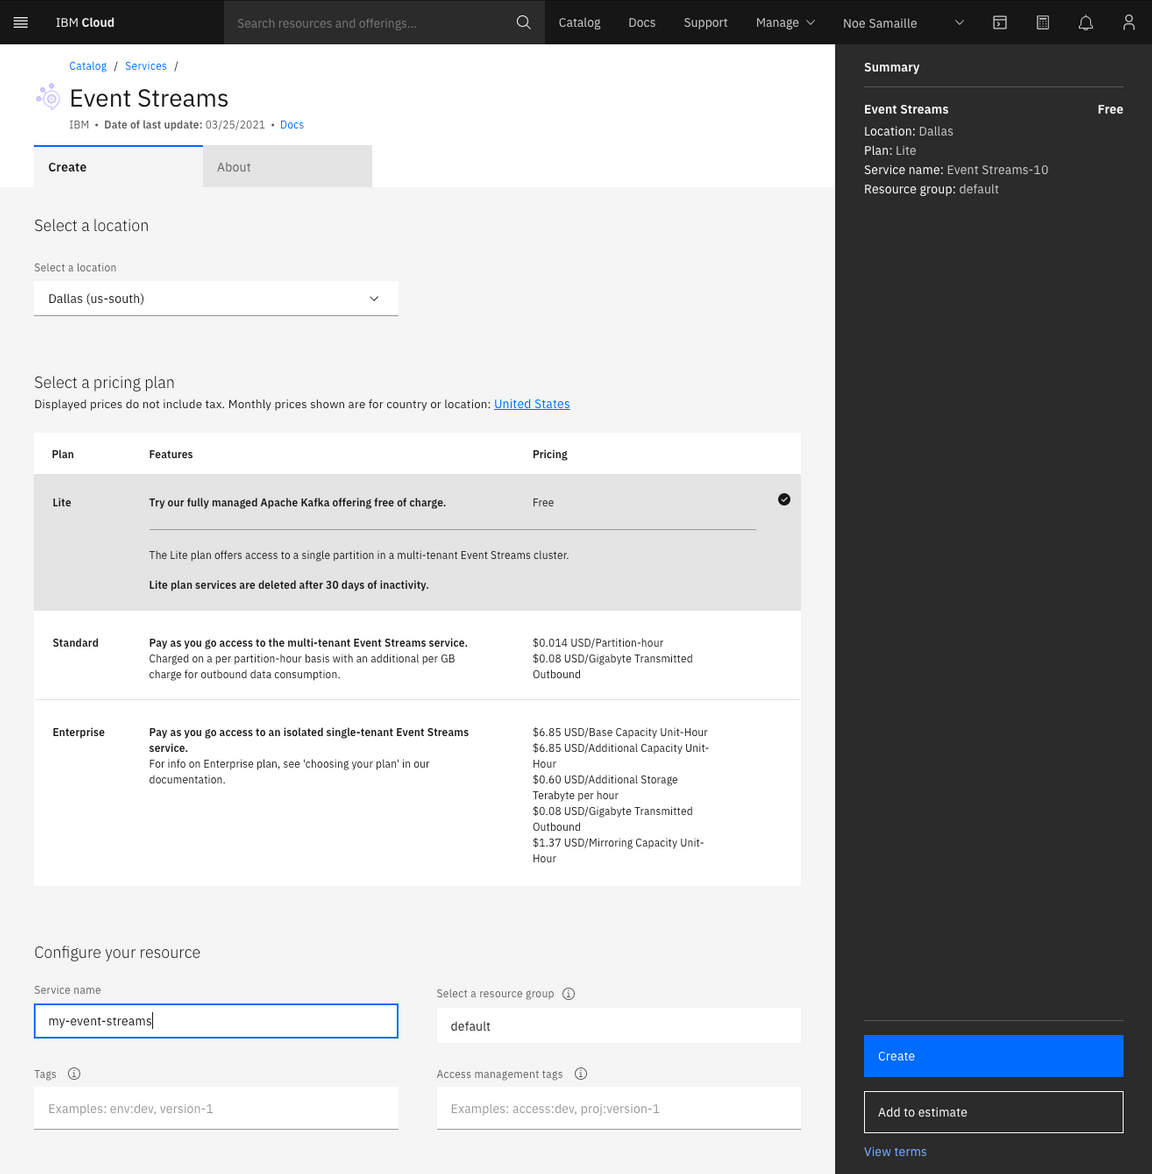 IBM Cloud
Search resources and offerings...
Catalog
Docs
Support
Manage
Noe Samaille
Catalog / Services /
Event Streams
IBM • Date of last update: 03/25/2021 • Docs
Create
About
Select a location
Select a location
Dallas (us-south)
Select a pricing plan
Displayed prices do not include tax. Monthly prices shown are for country or location: United States
Plan
Features
Pricing
Lite
Try our fully managed Apache Kafka offering free of charge.
Free
The Lite plan offers access to a single partition in a multi-tenant Event Streams cluster.
Lite plan services are deleted after 30 days of inactivity.
Standard
Pay as you go access to the multi-tenant Event Streams service.
Charged on a per partition-hour basis with an additional per GB
charge for outbound data consumption.
$0.014 USD/Partition-hour
$0.08 USD/Gigabyte Transmitted
Outbound
Enterprise
Pay as you go access to an isolated single-tenant Event Streams
service.
For info on Enterprise plan, see 'choosing your plan' in our
documentation.
$6.85 USD/Base Capacity Unit-Hour
$6.85 USD/Additional Capacity Unit-
Hour
$0.60 USD/Additional Storage
Terabyte per hour
$0.08 USD/Gigabyte Transmitted
Outbound
$1.37 USD/Mirroring Capacity Unit-
Hour
Configure your resource
Service name
my-event-streams
Select a resource group
default
Tags
Examples: env:dev, version-1
Access management tags
Examples: access:dev, proj:version-1
Summary
Event Streams
Free
Location: Dallas
Plan: Lite
Service name: Event Streams-10
Resource group: default
Create
Add to estimate
View terms